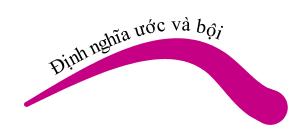 Định nghĩa ước và bội